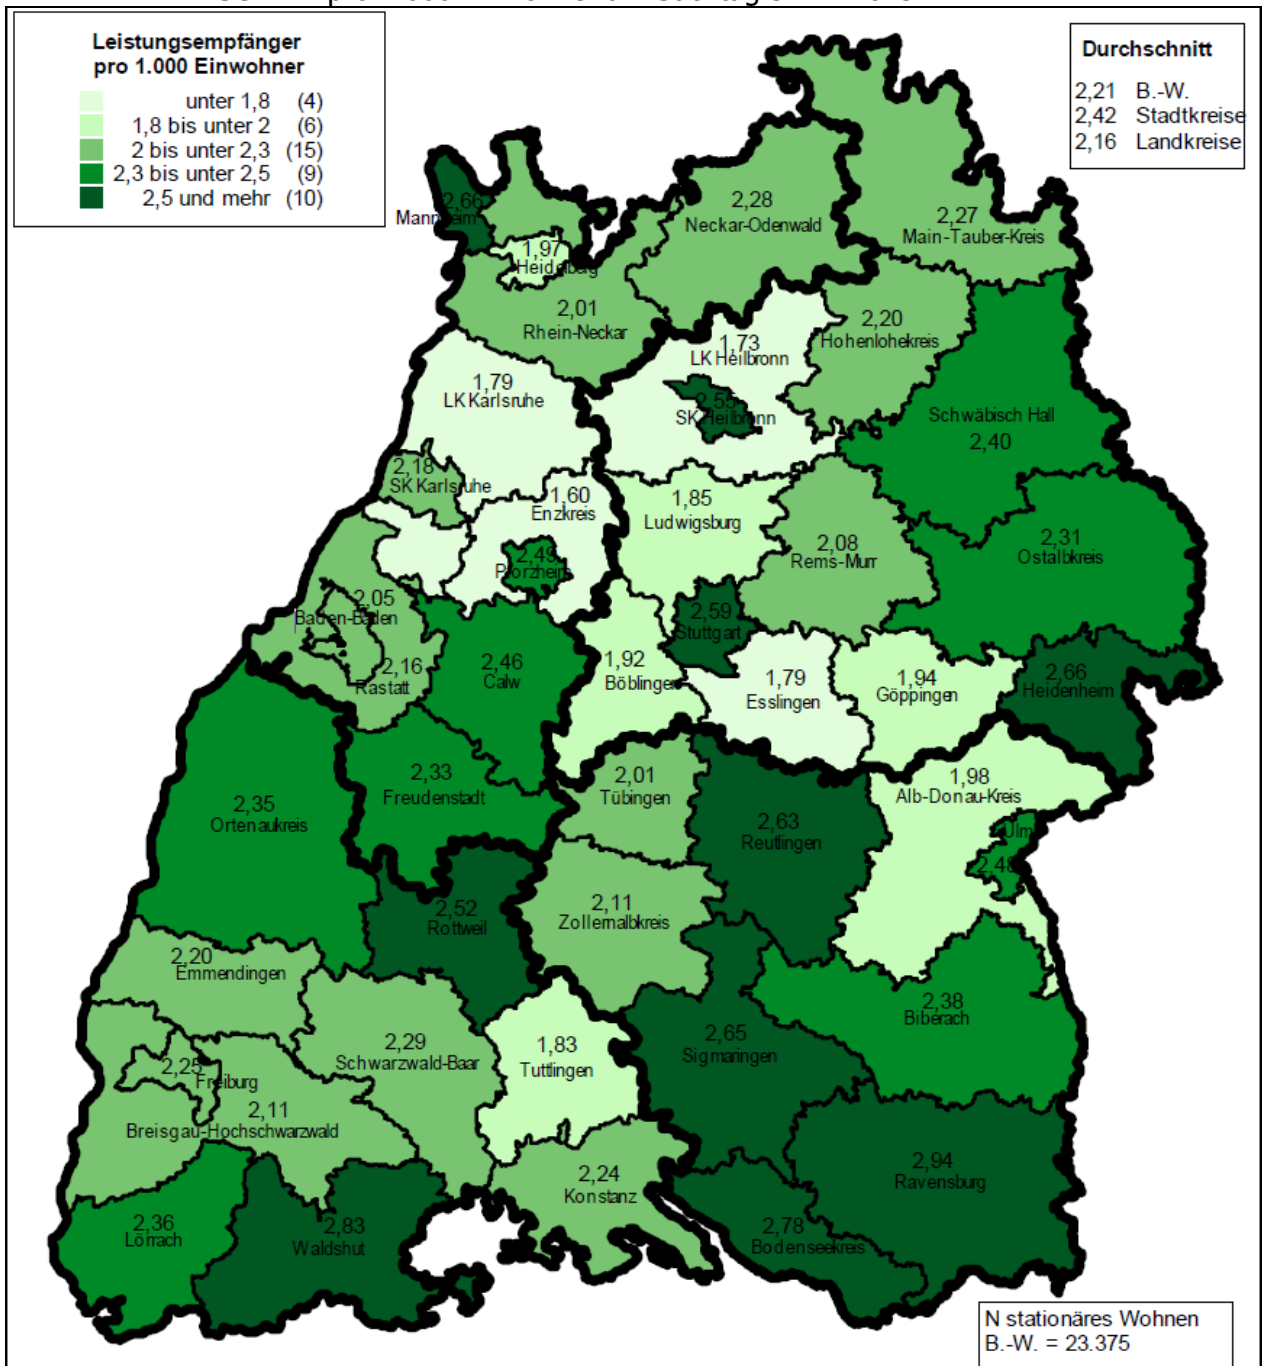 Leistungsempfänger
pro 1.000 Einwohner
unter 1,8 (4)
1,8 bis unter 2 (6)
2 bis unter 2,3 (15)
2,3 bis unter 2,5 (9)
2,5 und mehr (10)
Durchschnitt
2,21 B.-W.
2,42 Stadtkreise
2,16 Landkreise
2,66
Mannheim
1,97
Heidelberg
2,01
Rhein-Neckar
2,28
Neckar-Odenwald
2,27
Main-Tauber-Kreis
1,73
LK Heilbronn
2,20
Hohenlohekreis
2,55
SK Heilbronn
Schwäbisch Hall
2,40
1,79
LK Karlsruhe
2,18
SK Karlsruhe
1,60
Enzkreis
2,49
Pforzheim
1,85
Ludwigsburg
2,08
Rems-Murr
2,31
Ostalbkreis
2,05
Baden-Baden
2,16
Rastatt
2,46
Calw
1,92
Böblingen
2,59
Stuttgart
1,79
Esslingen
1,94
Göppingen
2,66
Heidenheim
2,35
Ortenaukreis
2,33
Freudenstadt
2,01
Tübingen
2,63
Reutlingen
1,98
Alb-Donau-Kreis
Ulm
2,48
2,52
Rottweil
2,11
Zollernalbkreis
2,20
Emmendingen
2,29
Schwarzwald-Baar
1,83
Tuttlingen
2,65
Sigmaringen
2,38
Biberach
2,25
Freiburg
2,11
Breisgau-Hochschwarzwald
2,36
Lörrach
2,83
Waldshut
2,24
Konstanz
2,78
Bodenseekreis
2,94
Ravensburg
N stationäres Wohnen
B.-W. = 23.375